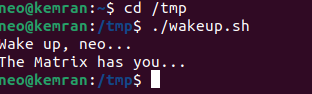 neo@kemran:~$ cd /tmp
neo@kemran:/tmp$ ./wakeup.sh
Wake up, neo...
The Matrix has you...
neo@kemran:/tmp$